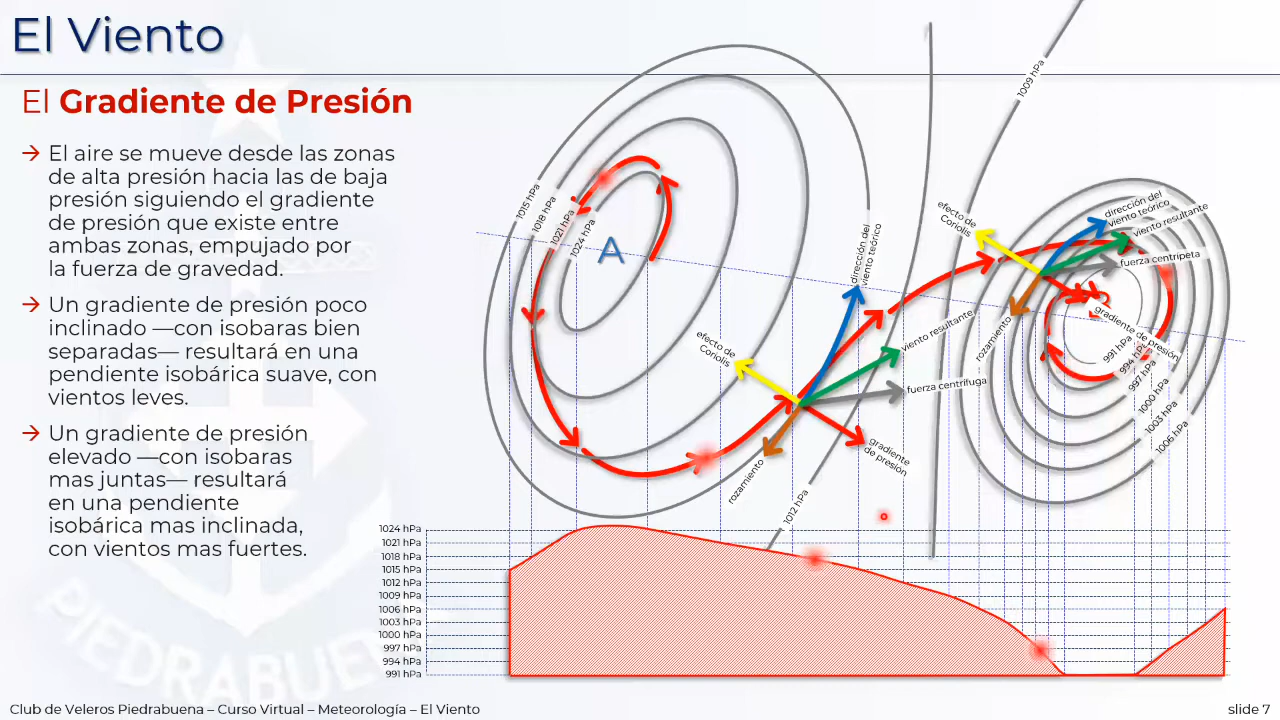 El Viento
El Gradiente de Presión
→ El aire se mueve desde las zonas
de alta presión hacia las de baja
presión siguiendo el gradiente
de presión que existe entre
ambas zonas, empujado por
la fuerza de gravedad.
→ Un gradiente de presión poco
inclinado —con isobaras bien
separadas— resultará en una
pendiente isobárica suave, con
vientos leves.
→ Un gradiente de presión
elevado —con isobaras
mas juntas— resultará
en una pendiente
isobárica mas inclinada,
con vientos mas fuertes.
1015 hPa
1018 hPa
1021 hPa
1024 hPa
A
efecto de
Coriolis
dirección del
viento teórico
viento resultante
fuerza centrífuga
gradiente
de presión
rozamiento
1012 hPa
1009 hPa
efecto de
Coriolis
dirección del
viento teórico
viento resultante
fuerza centrípeta
gradiente de presión
rozamiento
991 hPa
994 hPa
997 hPa
1000 hPa
1003 hPa
1006 hPa
1024 hPa
1021 hPa
1018 hPa
1015 hPa
1012 hPa
1009 hPa
1006 hPa
1003 hPa
1000 hPa
997 hPa
994 hPa
991 hPa
PIEDRABUE
Club de Veleros Piedrabuena – Curso Virtual – Meteorología – El Viento
slide 7